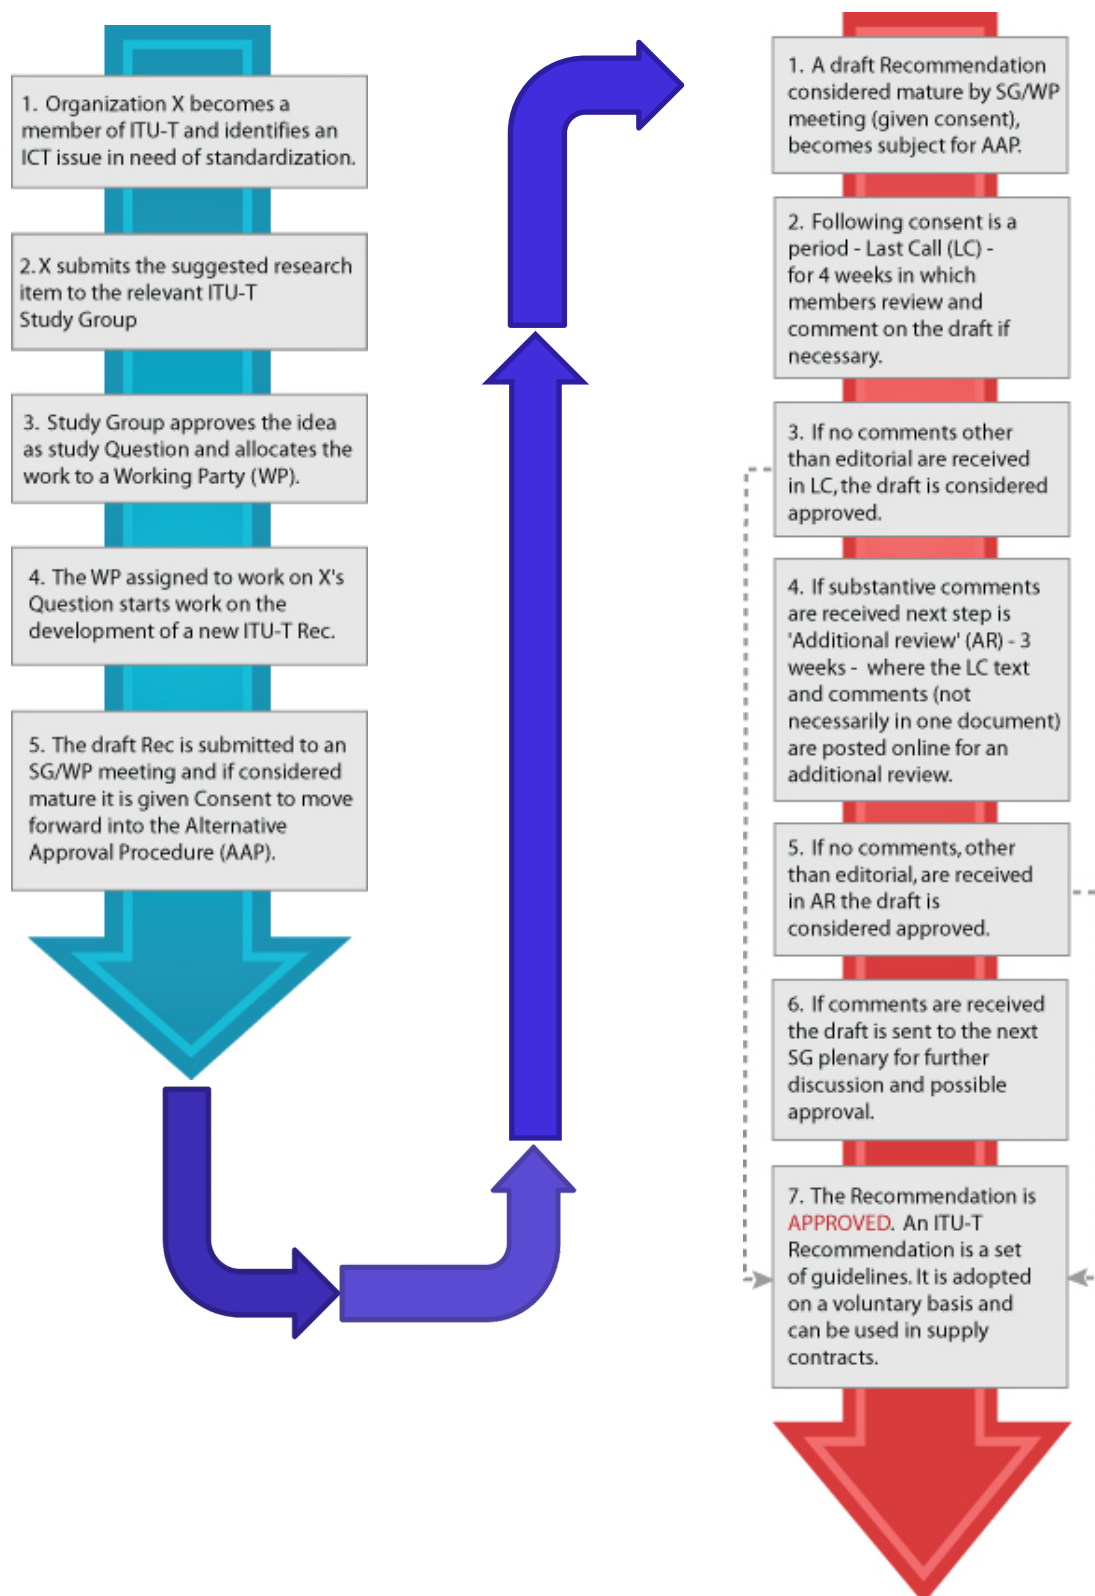 1. Organization X becomes a
member of ITU-T and identifies an
ICT issue in need of standardization.
2. X submits the suggested research
item to the relevant ITU-T
Study Group
3. Study Group approves the idea
as study Question and allocates the
work to a Working Party (WP).
4. The WP assigned to work on X's
Question starts work on the
development of a new ITU-T Rec.
5. The draft Rec is submitted to an
SG/WP meeting and if considered
mature it is given Consent to move
forward into the Alternative
Approval Procedure (AAP).
1. A draft Recommendation
considered mature by SG/WP
meeting (given consent),
becomes subject for AAP.
2. Following consent is a
period - Last Call (LC) -
for 4 weeks in which
members review and
comment on the draft if
necessary.
3. If no comments other
than editorial are received
in LC, the draft is considered
approved.
4. If substantive comments
are received next step is
'Additional review' (AR) - 3
weeks - where the LC text
and comments (not
necessarily in one document)
are posted online for an
additional review.
5. If no comments, other
than editorial, are received
in AR the draft is
considered approved.
6. If comments are received
the draft is sent to the next
SG plenary for further
discussion and possible
approval.
7. The Recommendation is
APPROVED. An ITU-T
Recommendation is a set
of guidelines. It is adopted
on a voluntary basis and
can be used in supply
contracts.